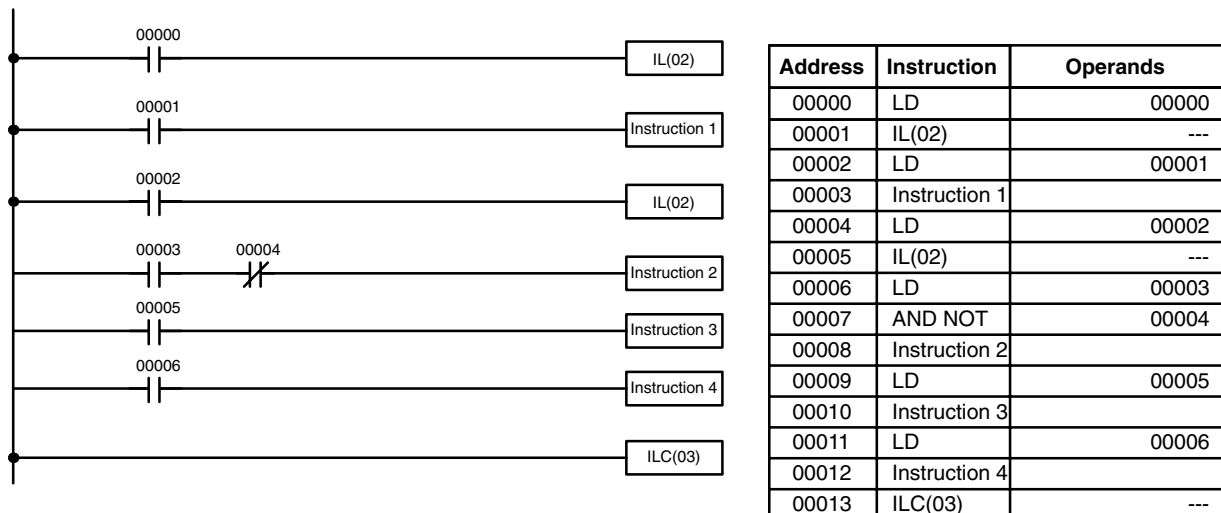 00000
IL(02)
00001
Instruction 1
00002
IL(02)
00003 00004
Instruction 2
00005
Instruction 3
00006
Instruction 4
ILC(03)
Address Instruction Operands
00000 LD 00000
00001 IL(02) ---
00002 LD 00001
00003 Instruction 1
00004 LD 00002
00005 IL(02) ---
00006 LD 00003
00007 AND NOT 00004
00008 Instruction 2
00009 LD 00005
00010 Instruction 3
00011 LD 00006
00012 Instruction 4
00013 ILC(03) ---